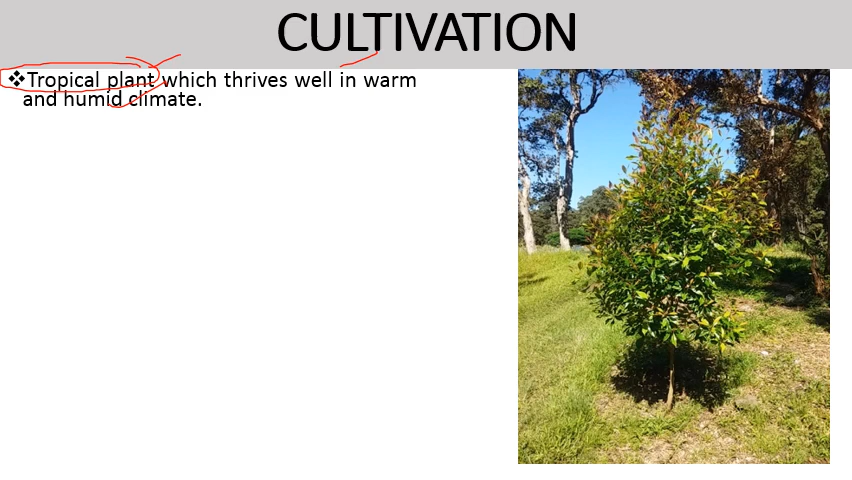 CULTIVATION
❖Tropical plant which thrives well in warm
and humid climate.